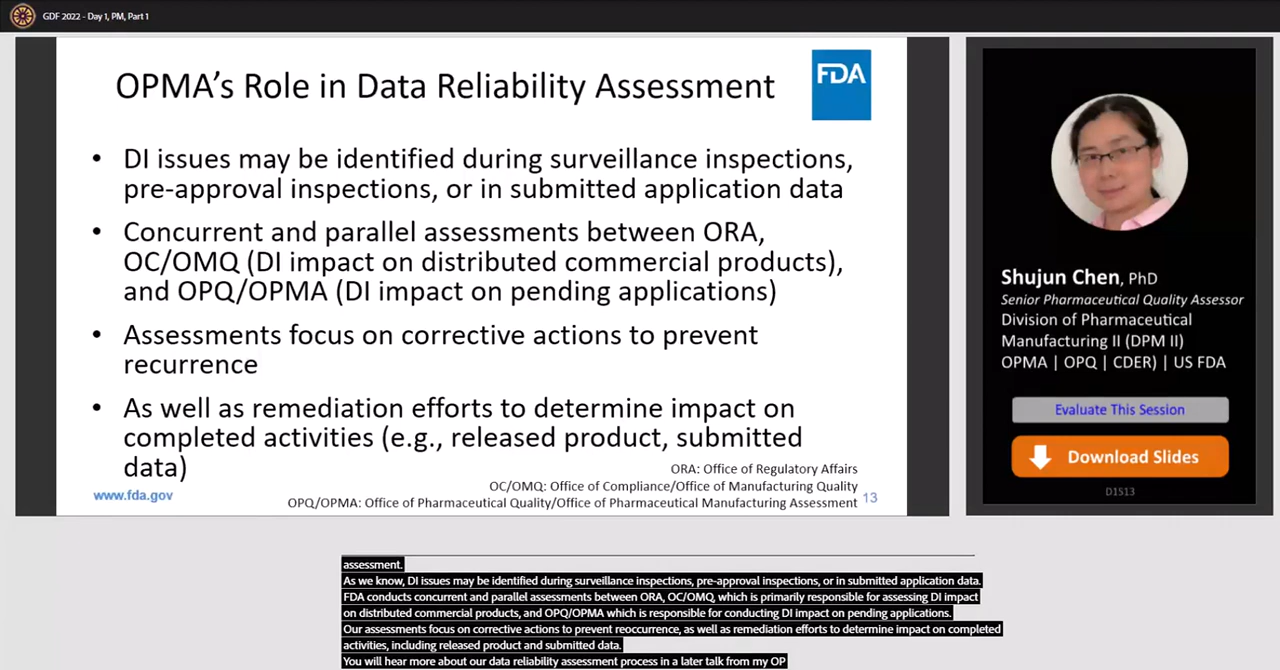 GDF 2022 - Day 1, PM, Part 1
OPMA's Role in Data Reliability Assessment
FDA
• DI issues may be identified during surveillance inspections,
pre-approval inspections, or in submitted application data
• Concurrent and parallel assessments between ORA,
OC/OMQ (DI impact on distributed commercial products),
and OPQ/OPMA (DI impact on pending applications)
• Assessments focus on corrective actions to prevent
recurrence
• As well as remediation efforts to determine impact on
completed activities (e.g., released product, submitted
data)
ORA: Office of Regulatory Affairs
OC/OMQ: Office of Compliance/Office of Manufacturing Quality
OPQ/OPMA: Office of Pharmaceutical Quality/Office of Pharmaceutical Manufacturing Assessment
www.fda.gov
13
Shujun Chen, PhD
Senior Pharmaceutical Quality Assessor
Division of Pharmaceutical
Manufacturing II (DPM II)
OPMA | OPQ | CDER) | US FDA
Evaluate This Session
Download Slides
D1S13
assessment.
As we know, DI issues may be identified during surveillance inspections, pre-approval inspections, or in submitted application data.
FDA conducts concurrent and parallel assessments between ORA, OC/OMQ, which is primarily responsible for assessing DI impact
on distributed commercial products, and OPQ/OPMA which is responsible for conducting DI impact on pending applications.
Our assessments focus on corrective actions to prevent reoccurrence, as well as remediation efforts to determine impact on completed
activities, including released product and submitted data.
You will hear more about our data reliability assessment process in a later talk from my OP